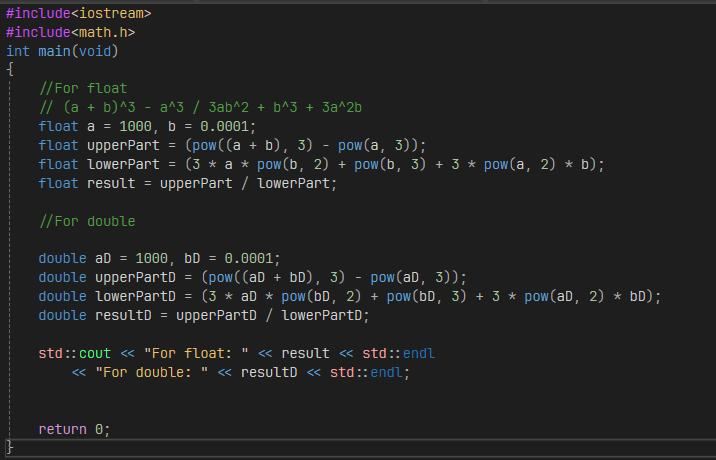 #include<iostream>
#include<math.h>
int main(void)
{
    //For float
    // (a + b)^3 - a^3 / 3ab^2 + b^3 + 3a^2b
    float a = 1000, b = 0.0001;
    float upperPart = (pow((a + b), 3) - pow(a, 3));
    float lowerPart = (3 * a * pow(b, 2) + pow(b, 3) + 3 * pow(a, 2) * b);
    float result = upperPart / lowerPart;

    //For double

    double aD = 1000, bD = 0.0001;
    double upperPartD = (pow((aD + bD), 3) - pow(aD, 3));
    double lowerPartD = (3 * aD * pow(bD, 2) + pow(bD, 3) + 3 * pow(aD, 2) * bD);
    double resultD = upperPartD / lowerPartD;

    std::cout << "For float: " << result << std::endl
        << "For double: " << resultD << std::endl;


    return 0;
}